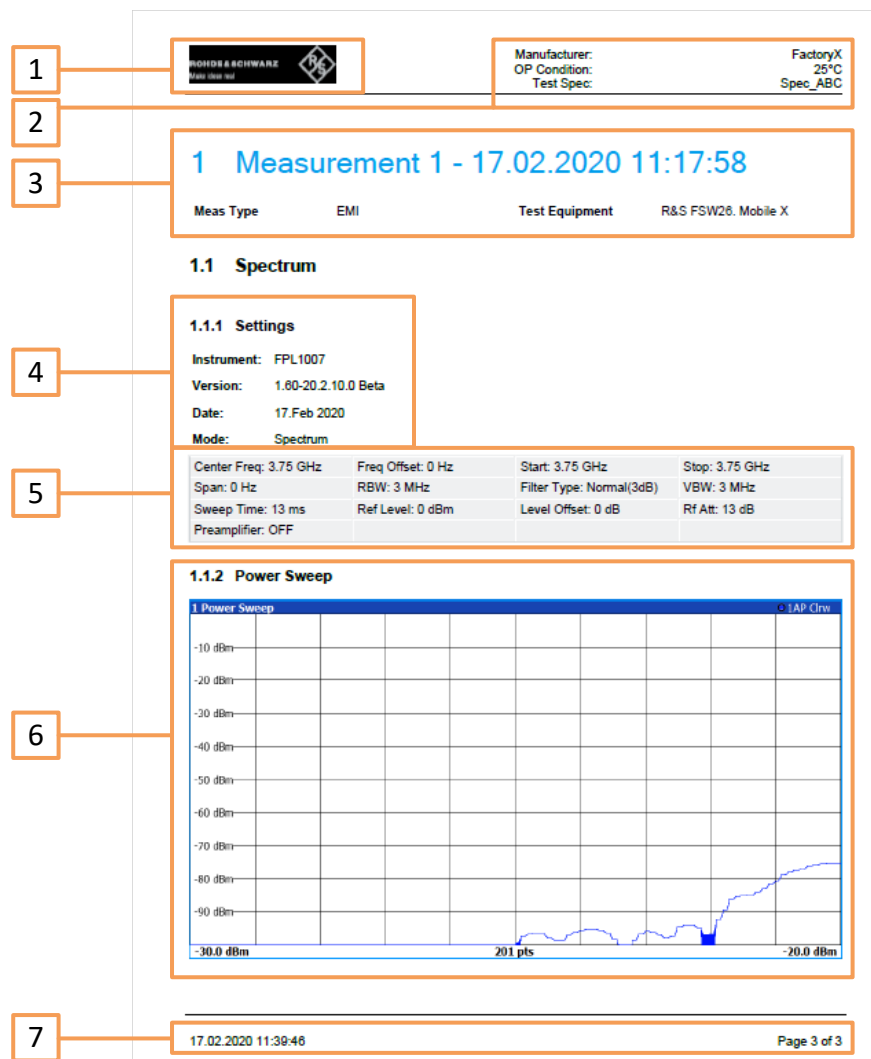 1
ROHDE & SCHWARZ
Make ideas real
R&S
Manufacturer: FactoryX
OP Condition: 25°C
Test Spec: Spec_ABC
2
3
1 Measurement 1 - 17.02.2020 11:17:58
Meas Type EMI Test Equipment R&S FSW26. Mobile X
1.1 Spectrum
4
1.1.1 Settings
Instrument: FPL1007
Version: 1.60-20.2.10.0 Beta
Date: 17.Feb 2020
Mode: Spectrum
5
Center Freq: 3.75 GHz Freq Offset: 0 Hz Start: 3.75 GHz Stop: 3.75 GHz
Span: 0 Hz RBW: 3 MHz Filter Type: Normal(3dB) VBW: 3 MHz
Sweep Time: 13 ms Ref Level: 0 dBm Level Offset: 0 dB Rf Att: 13 dB
Preamplifier: OFF
6
1.1.2 Power Sweep
1 Power Sweep 1AP Clrw
-10 dBm
-20 dBm
-30 dBm
-40 dBm
-50 dBm
-60 dBm
-70 dBm
-80 dBm
-90 dBm
-30.0 dBm 201 pts -20.0 dBm
7
17.02.2020 11:39:46 Page 3 of 3